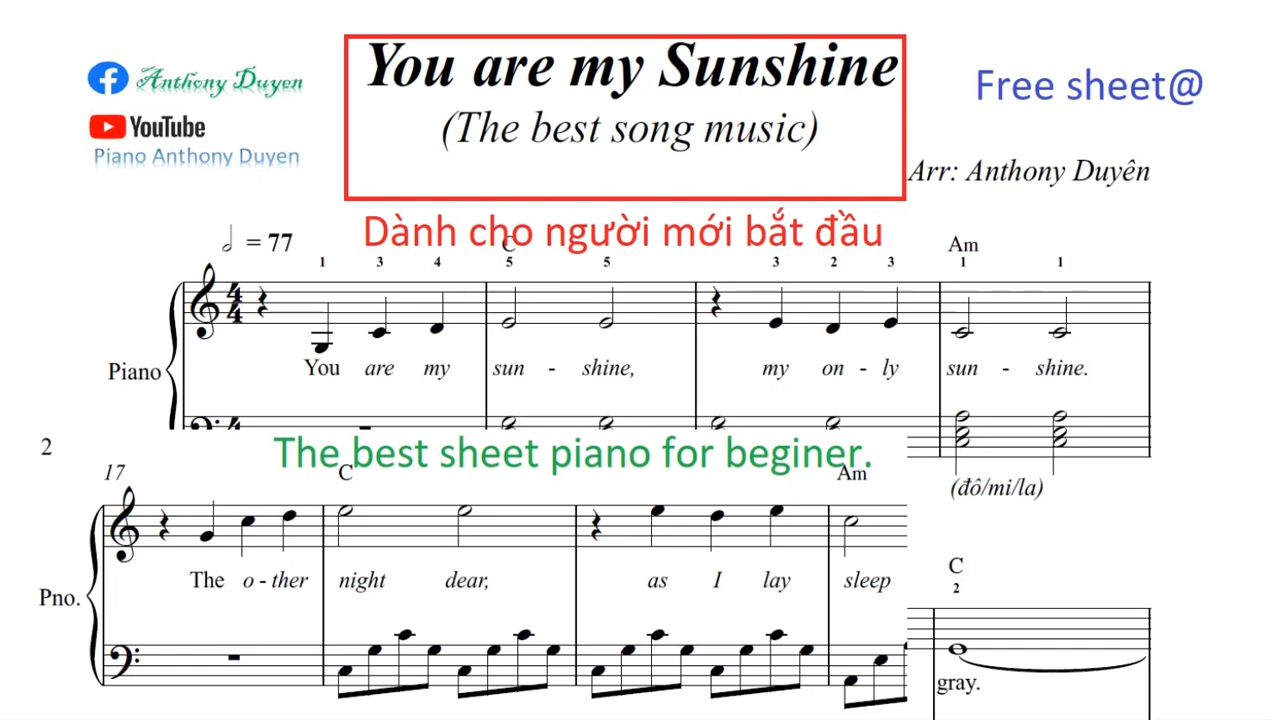 You are my Sunshine
(The best song music)
Anthony Duyen
YouTube
Piano Anthony Duyen
Free sheet@
Arr: Anthony Duyên
Dành cho người mới bắt đầu
= 77
C
Am
1 3 4 5 5 3 2 3 1 1
4
4
Piano
You are my sun - shine, my on - ly sun - shine.
The best sheet piano for beginer.
(đô/mi/la)
2
17
C
Am
The o - ther night dear, as I lay sleep
Pno.
C
2
gray.